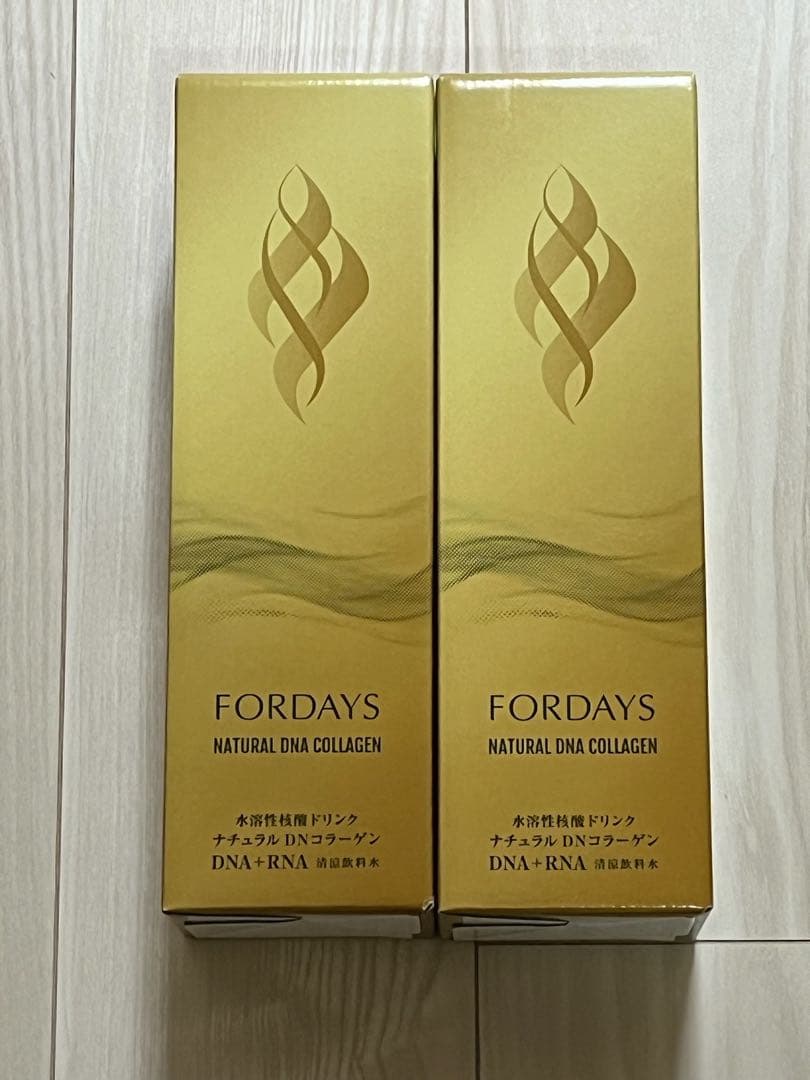 FORDAYS
NATURAL DNA COLLAGEN
水溶性核酸ドリンク
ナチュラル DNコラーゲン
DNA+RNA 清涼飲料水
FORDAYS
NATURAL DNA COLLAGEN
水溶性核酸ドリンク
ナチュラル DNコラーゲン
DNA+RNA 清涼飲料水